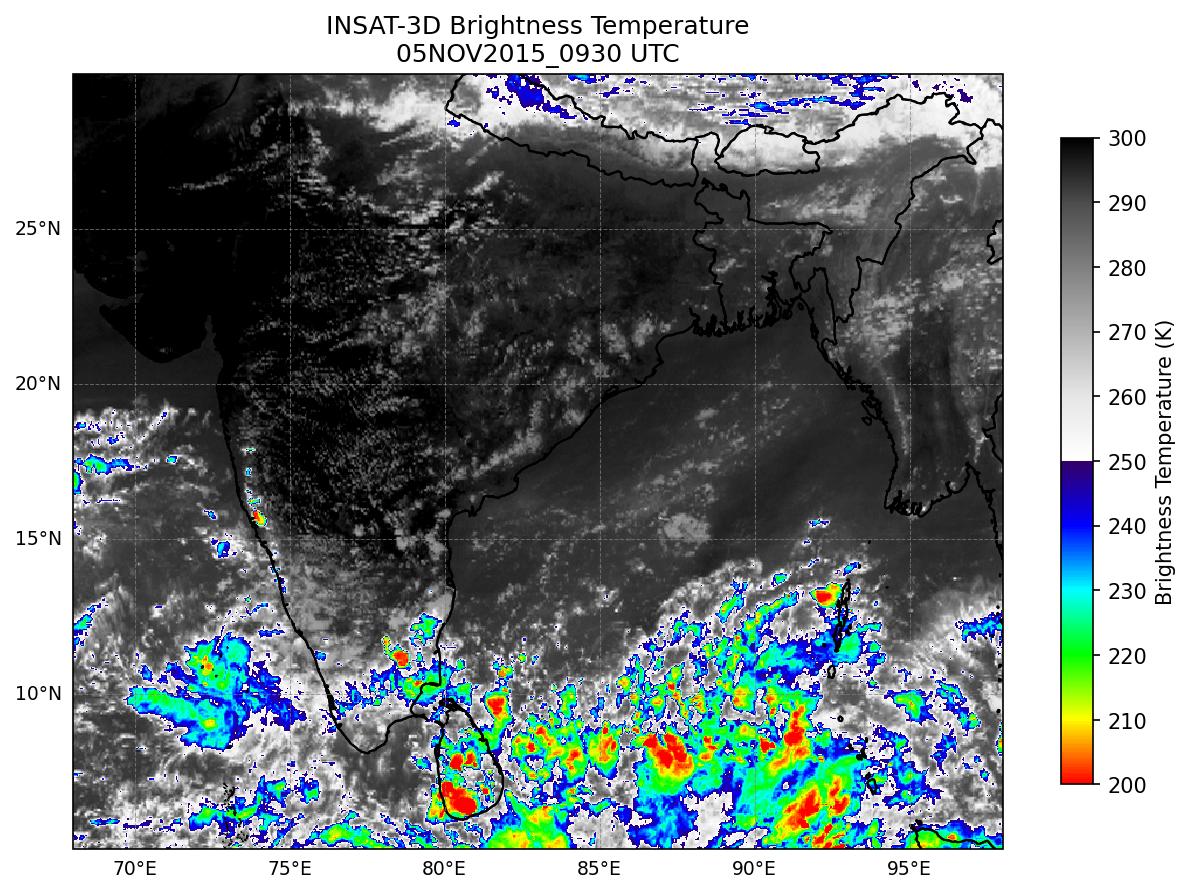 INSAT-3D Brightness Temperature
05NOV2015_0930 UTC
25°N
20°N
15°N
10°N
70°E
75°E
80°E
85°E
90°E
95°E
300
290
280
270
260
250
240
230
220
210
200
Brightness Temperature (K)